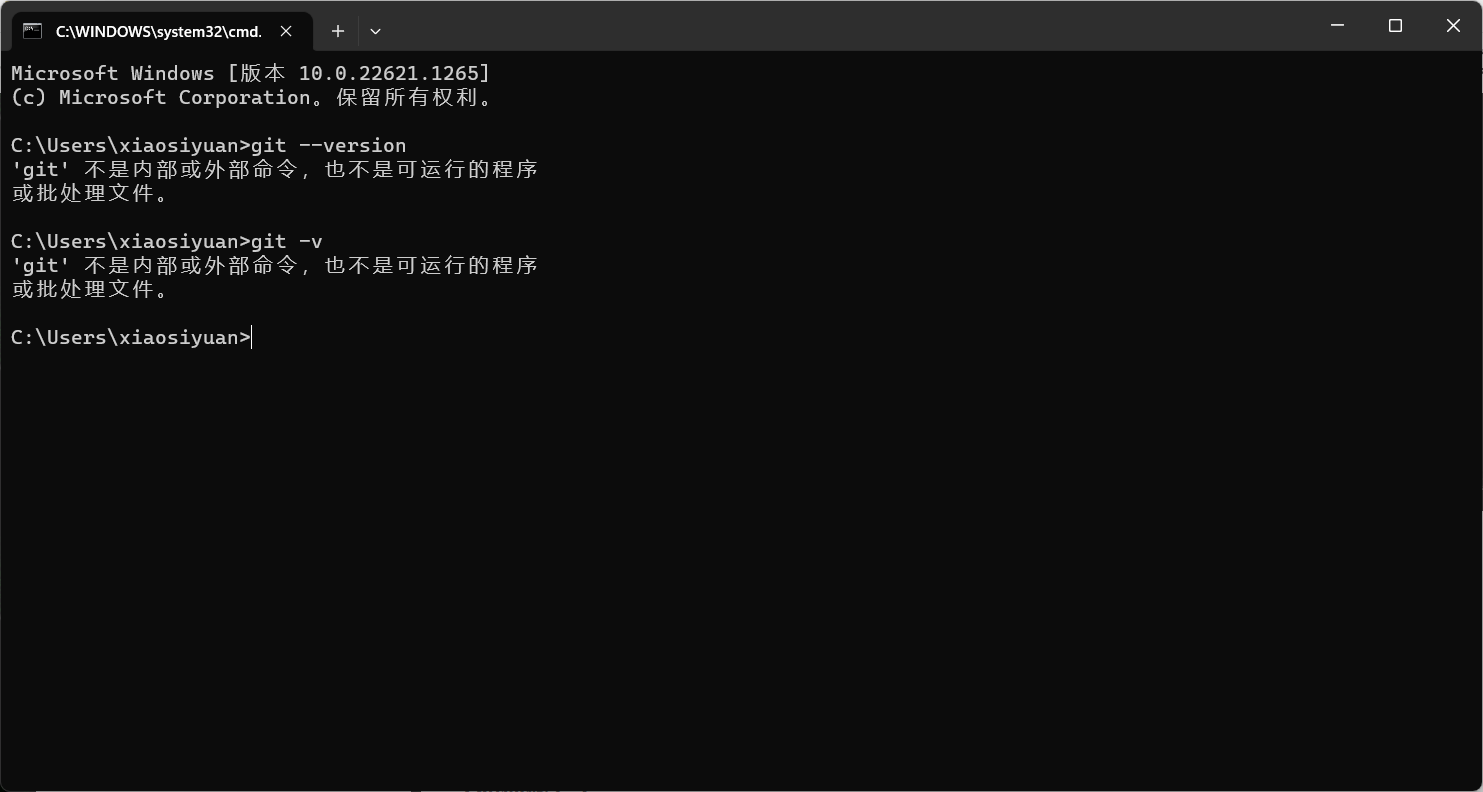 C:\WINDOWS\system32\cmd.
Microsoft Windows [版本 10.0.22621.1265]
(c) Microsoft Corporation。保留所有权利。
C:\Users\xiaosiyuan>git --version
'git' 不是内部或外部命令，也不是可运行的程序
或批处理文件。
C:\Users\xiaosiyuan>git -v
'git' 不是内部或外部命令，也不是可运行的程序
或批处理文件。
C:\Users\xiaosiyuan>